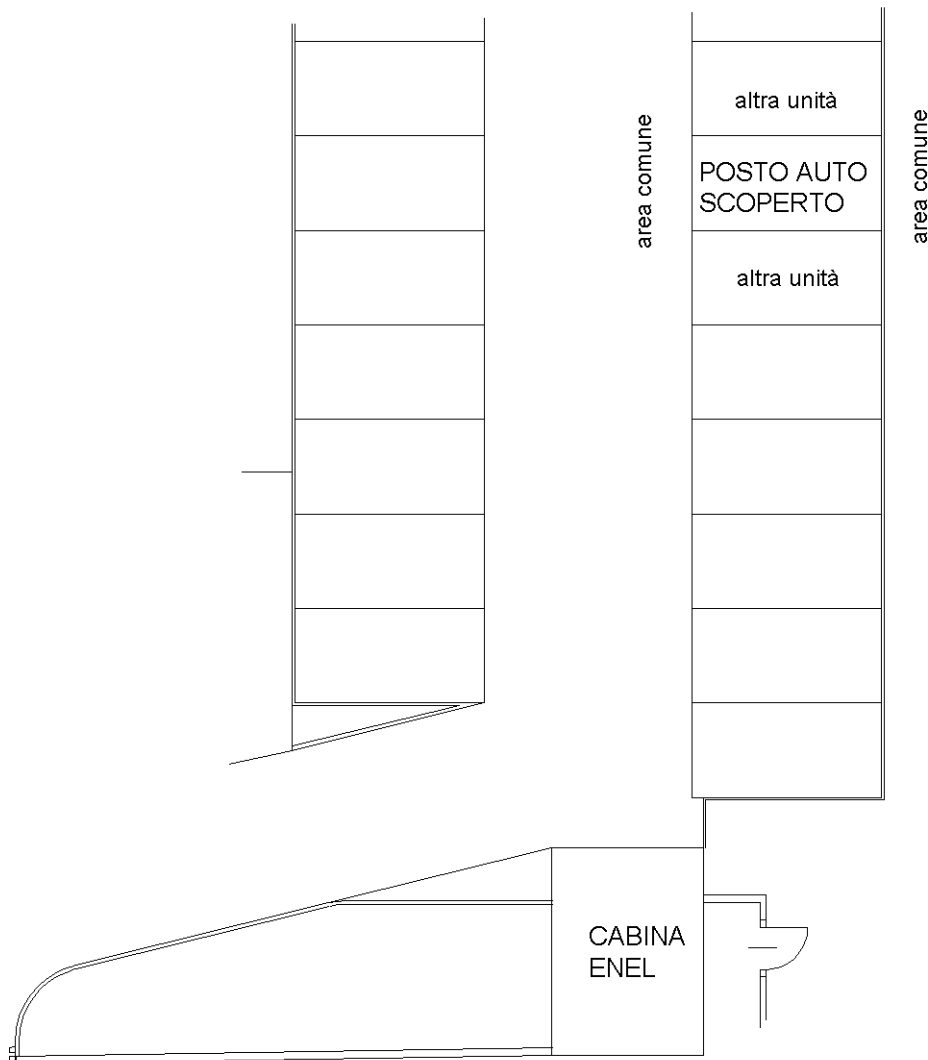 altra unità
area comune
POSTO AUTO
SCOPERTO
area comune
altra unità
CABINA
ENEL